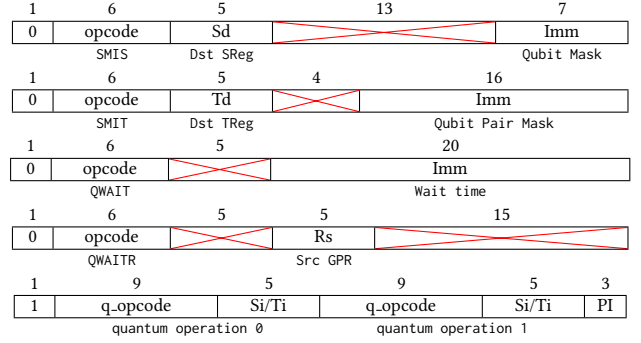 1 6 5 13 7
0 opcode Sd Imm
SMIS Dst SReg Qubit Mask
1 6 5 4 16
0 opcode Td Imm
SMIT Dst TReg Qubit Pair Mask
1 6 5 20
0 opcode Imm
QWAIT Wait time
1 6 5 5 15
0 opcode Rs
QWAITR Src GPR
1 9 5 9 5 3
1 q_opcode Si/Ti q_opcode Si/Ti PI
quantum operation 0 quantum operation 1